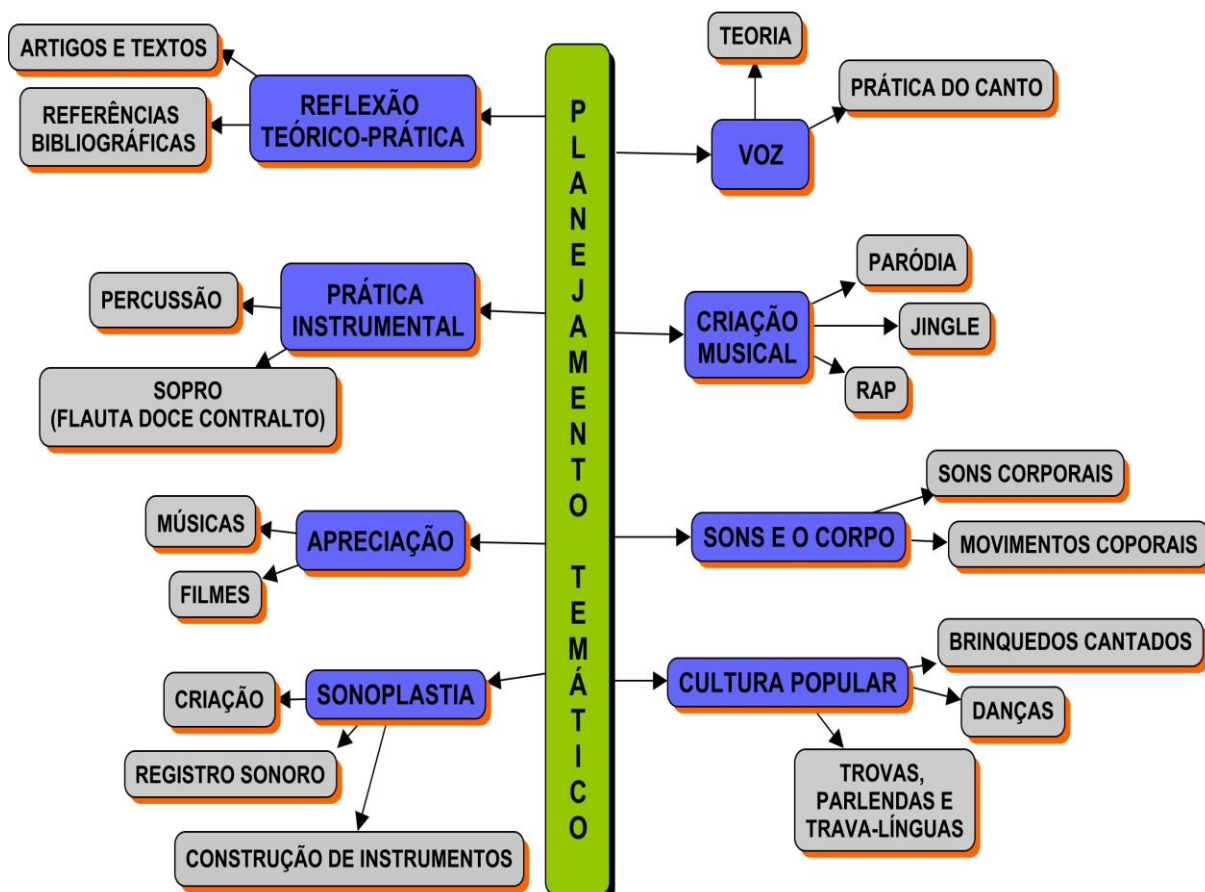 ARTIGOS E TEXTOS
REFERÊNCIAS
BIBLIOGRÁFICAS
REFLEXÃO
TEÓRICO-PRÁTICA
PERCUSSÃO
SOPRO
(FLAUTA DOCE CONTRALTO)
PRÁTICA
INSTRUMENTAL
MÚSICAS
FILMES
APRECIAÇÃO
CRIAÇÃO
REGISTRO SONORO
CONSTRUÇÃO DE INSTRUMENTOS
SONOPLASTIA
PLANEJAMENTO TEMÁTICO
TEORIA
PRÁTICA DO CANTO
VOZ
PARÓDIA
CRIAÇÃO
MUSICAL
JINGLE
RAP
SONS CORPORAIS
SONS E O CORPO
MOVIMENTOS COPORAIS
BRINQUEDOS CANTADOS
CULTURA POPULAR
DANÇAS
TROVAS,
PARLENDAS E
TRAVA-LÍNGUAS